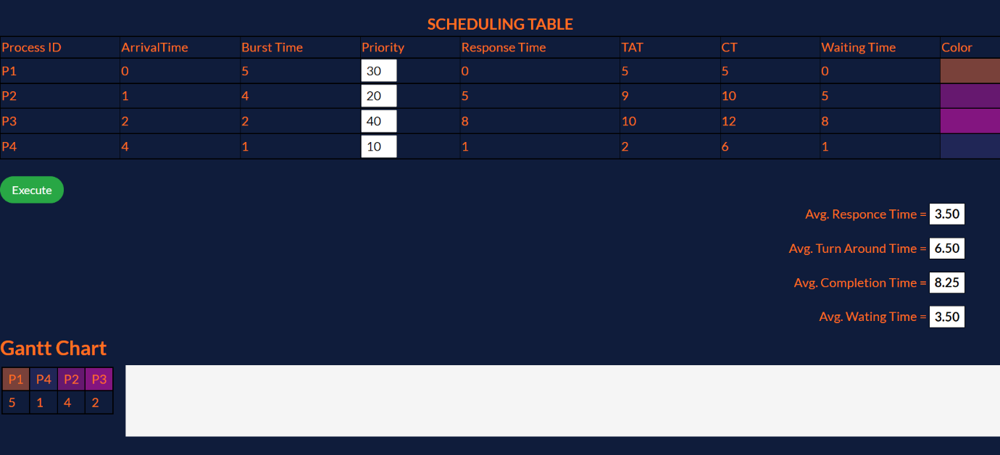 SCHEDULING TABLE
Process ID ArrivalTime Burst Time Priority Response Time TAT CT Waiting Time Color
P1 0 5 30 0 5 5 0
P2 1 4 20 5 9 10 5
P3 2 2 40 8 10 12 8
P4 4 1 10 1 2 6 1
Execute
Avg. Responce Time = 3.50
Avg. Turn Around Time = 6.50
Avg. Completion Time = 8.25
Avg. Wating Time = 3.50
Gantt Chart
P1 P4 P2 P3
5 1 4 2